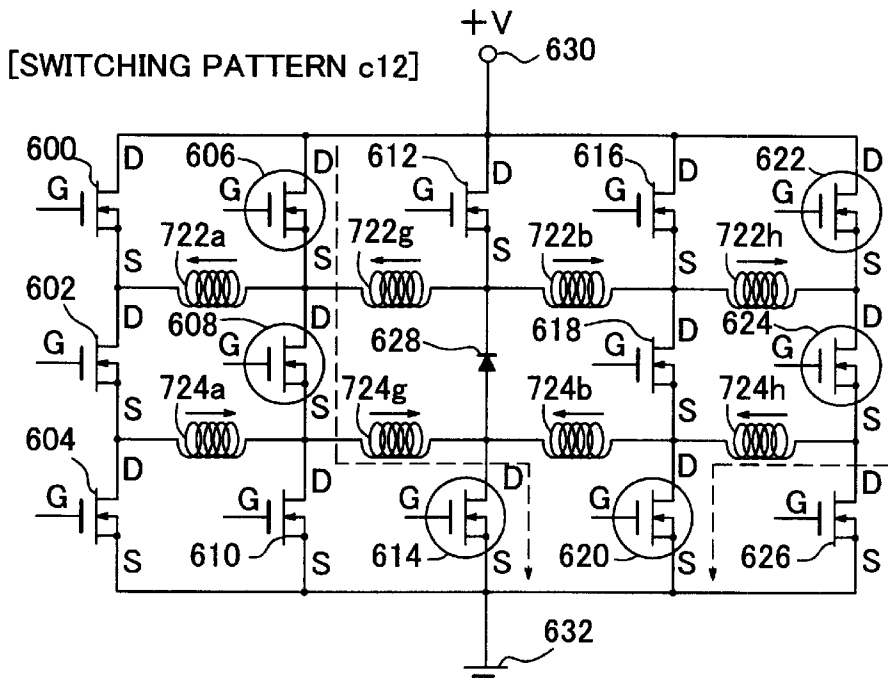 +V
630
[SWITCHING PATTERN c12]
600 D 606 D 612 D 616 D 622 D
G G G G G
722a S S 722g S 722b S 722h S
602 D 608 D 628 618 D 624 D
G G G G
724a S S 724g 724b S 724h S
604 D D D D D
G G G G G
S 610 S 614 S 620 S 626 S
632